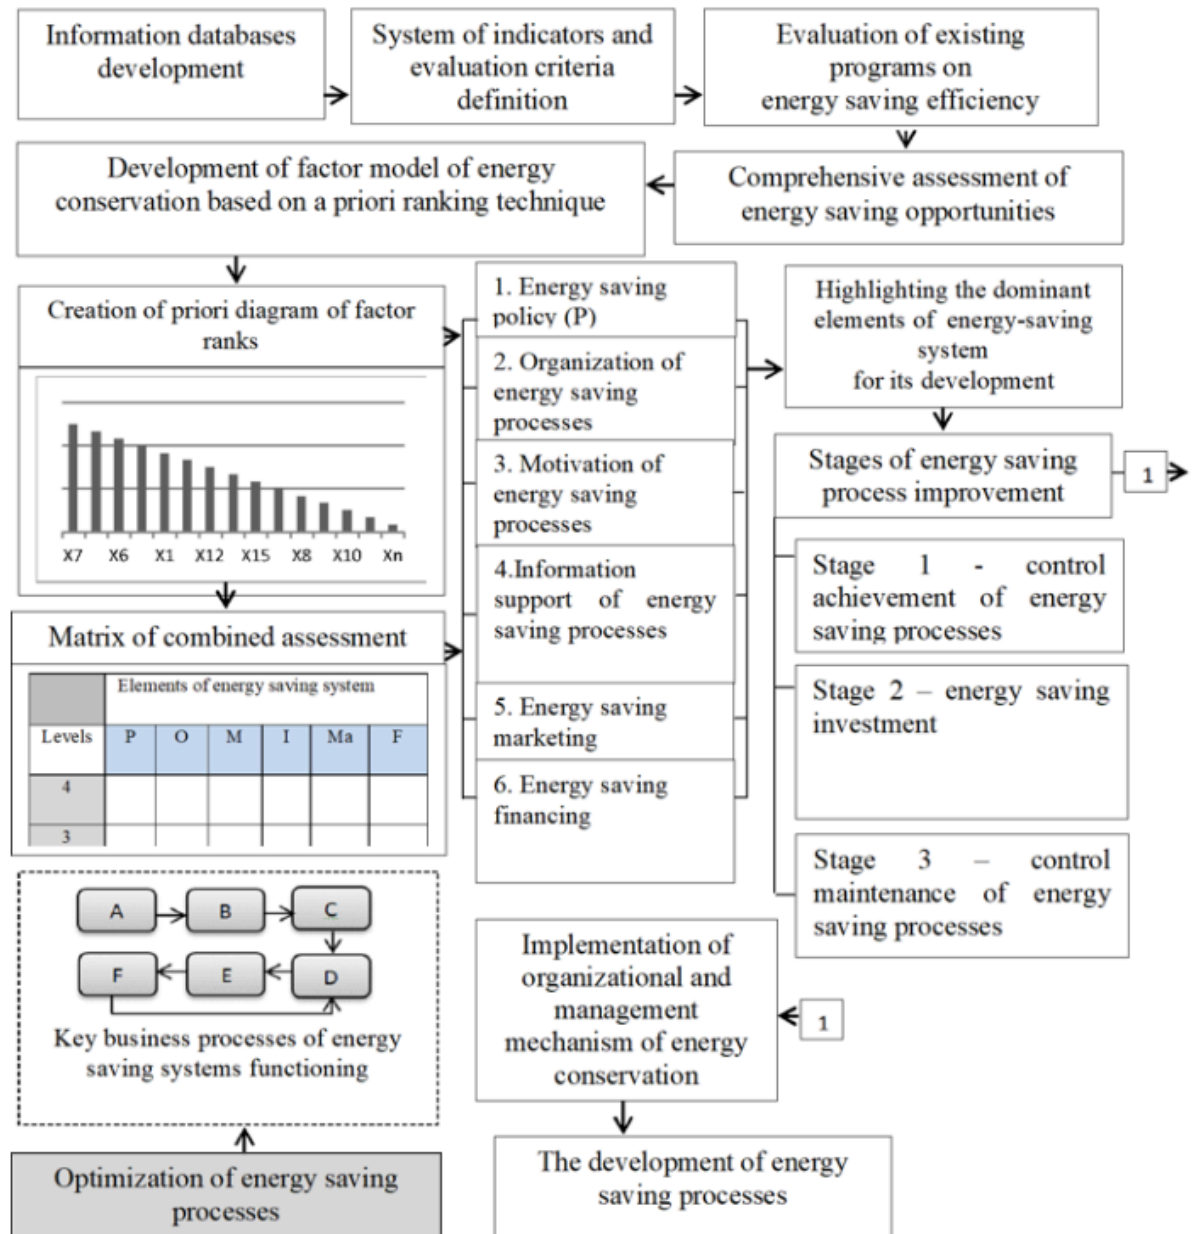 Information databases
development
System of indicators and
evaluation criteria
definition
Evaluation of existing
programs on
energy saving efficiency
Development of factor model of energy
conservation based on a priori ranking technique
Comprehensive assessment of
energy saving opportunities
Creation of priori diagram of factor
ranks
X7 X6 X1 X12 X15 X8 X10 Xn
Matrix of combined assessment
Elements of energy saving system
Levels P O M I Ma F
4
3
1. Energy saving
policy (P)
2. Organization of
energy saving
processes
3. Motivation of
energy saving
processes
4.Information
support of energy
saving processes
5. Energy saving
marketing
6. Energy saving
financing
Highlighting the dominant
elements of energy-saving
system
for its development
Stages of energy saving
process improvement
1
Stage 1 - control
achievement of energy
saving processes
Stage 2 – energy saving
investment
Stage 3 – control
maintenance of energy
saving processes
A B C
F E D
Key business processes of energy
saving systems functioning
Optimization of energy saving
processes
Implementation of
organizational and
management
mechanism of energy
conservation
1
The development of energy
saving processes